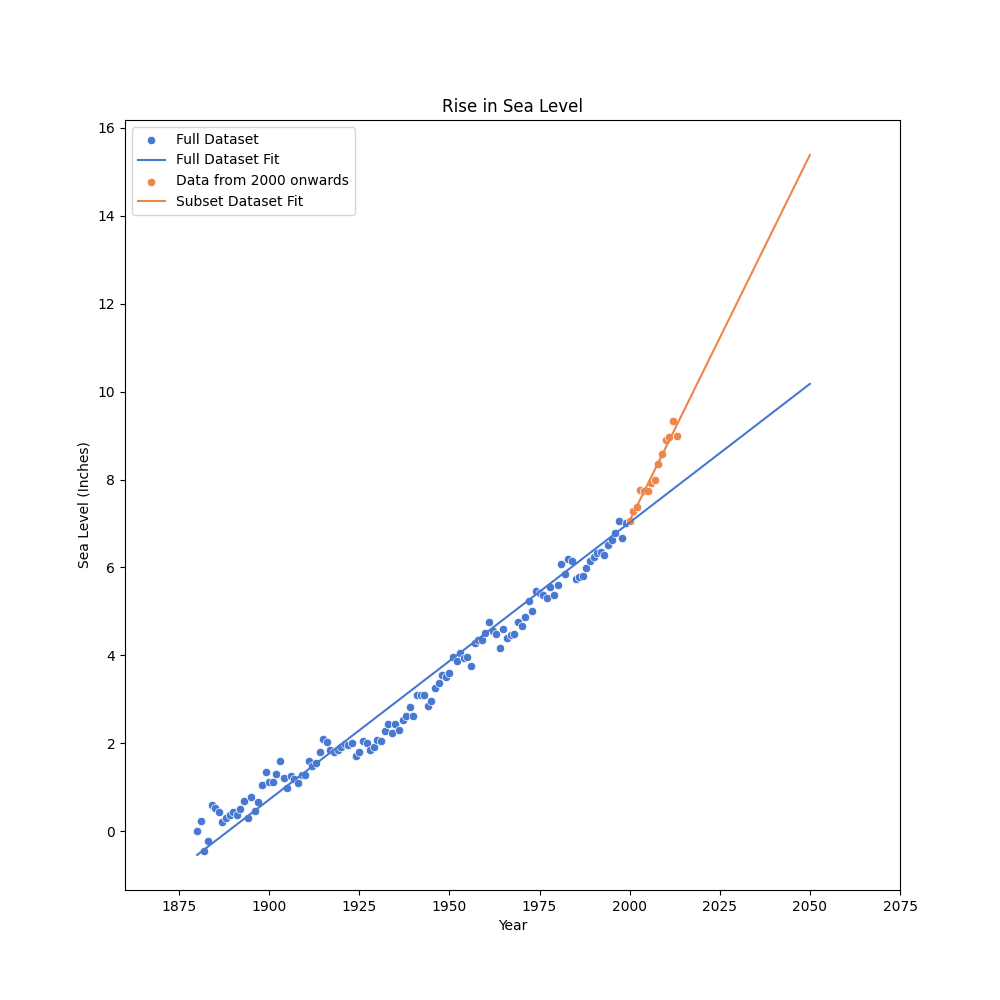 Rise in Sea Level
Full Dataset
Full Dataset Fit
Data from 2000 onwards
Subset Dataset Fit
16
14
12
10
8
6
4
2
0
Sea Level (Inches)
1875 1900 1925 1950 1975 2000 2025 2050 2075
Year